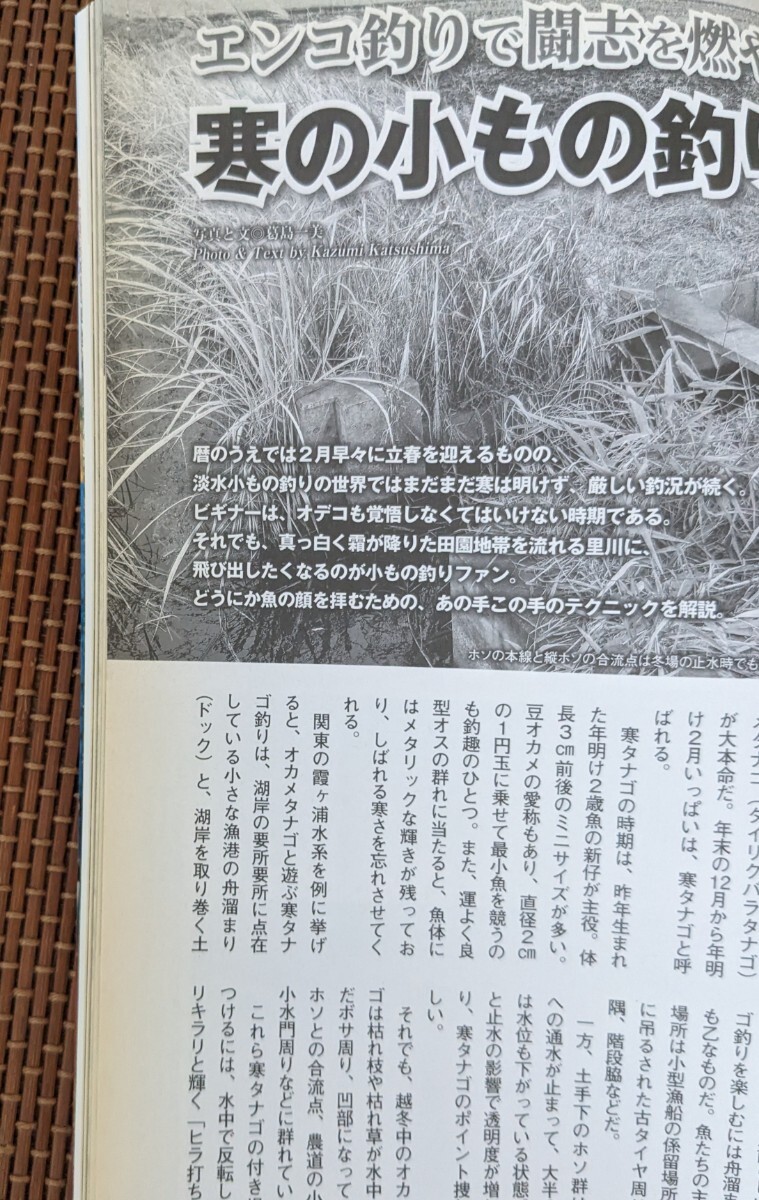 エンコ釣りで闘志を燃や
寒の小もの釣り
写真と文◎葛島一美
Photo & Text by Kazumi Katsushima
暦のうえでは2月早々に立春を迎えるものの、
淡水小もの釣りの世界ではまだまだ寒は明けず、厳しい釣況が続く。
ビギナーは、オデコも覚悟しなくてはいけない時期である。
それでも、真っ白く霜が降りた田園地帯を流れる里川に、
飛び出したくなるのが小もの釣りファン。
どうにか魚の顔を拝むための、あの手この手のテクニックを解説。
ホソの本線と縦ホソの合流点は冬場の止水時でも
メタナゴ（タイリクバラタナゴ）
が大本命だ。年末の12月から年明
け2月いっぱいは、寒タナゴと呼
ばれる。
寒タナゴの時期は、昨年生まれ
た年明け2歳魚の新仔が主役。体
長3㎝前後のミニサイズが多い。
豆オカメの愛称もあり、直径2㎝
の1円玉に乗せて最小魚を競うの
も釣趣のひとつ。また、運よく良
型オスの群れに当たると、魚体に
はメタリックな輝きが残ってお
り、しばれる寒さを忘れさせてく
れる。
関東の霞ヶ浦水系を例に挙げ
ると、オカメタナゴと遊ぶ寒タナ
ゴ釣りは、湖岸の要所要所に点在
している小さな漁港の舟溜まり
（ドック）と、湖岸を取り巻く土
ゴ釣りを楽しむには舟溜
も乙なものだ。魚たちの主
場所は小型漁船の係留場所
に吊るされた古タイヤ周
隅、階段脇などだ。
一方、土手下のホソ群は
への通水が止まって、大半
は水位も下がっている状態
と止水の影響で透明度が増
り、寒タナゴのポイント捜
しい。
それでも、越冬中のオカ
ゴは枯れ枝や枯れ草が水中
だボサ周り、凹部になって
ホソとの合流点、農道の小
小水門周りなどに群れてい
これら寒タナゴの付き場
つけるには、水中で反転し
リキラリと輝く「ヒラ打ち